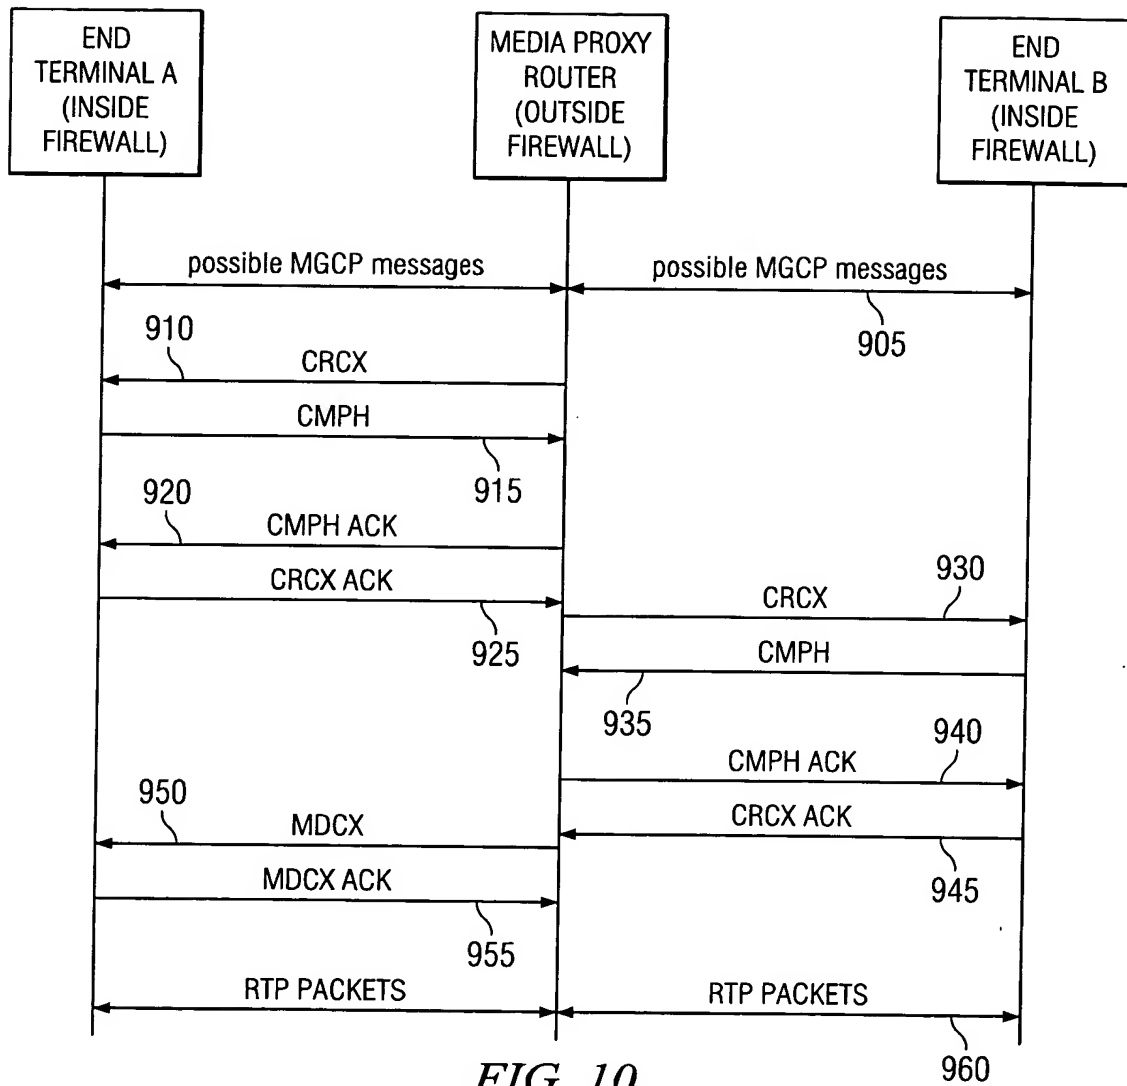 END
TERMINAL A
(INSIDE
FIREWALL)
MEDIA PROXY
ROUTER
(OUTSIDE
FIREWALL)
END
TERMINAL B
(INSIDE
FIREWALL)
possible MGCP messages
possible MGCP messages
905
910
CRCX
CMPH
915
920
CMPH ACK
CRCX ACK
925
930
CRCX
CMPH
935
940
CMPH ACK
950
MDCX
CRCX ACK
945
MDCX ACK
955
RTP PACKETS
RTP PACKETS
960
FIG. 10